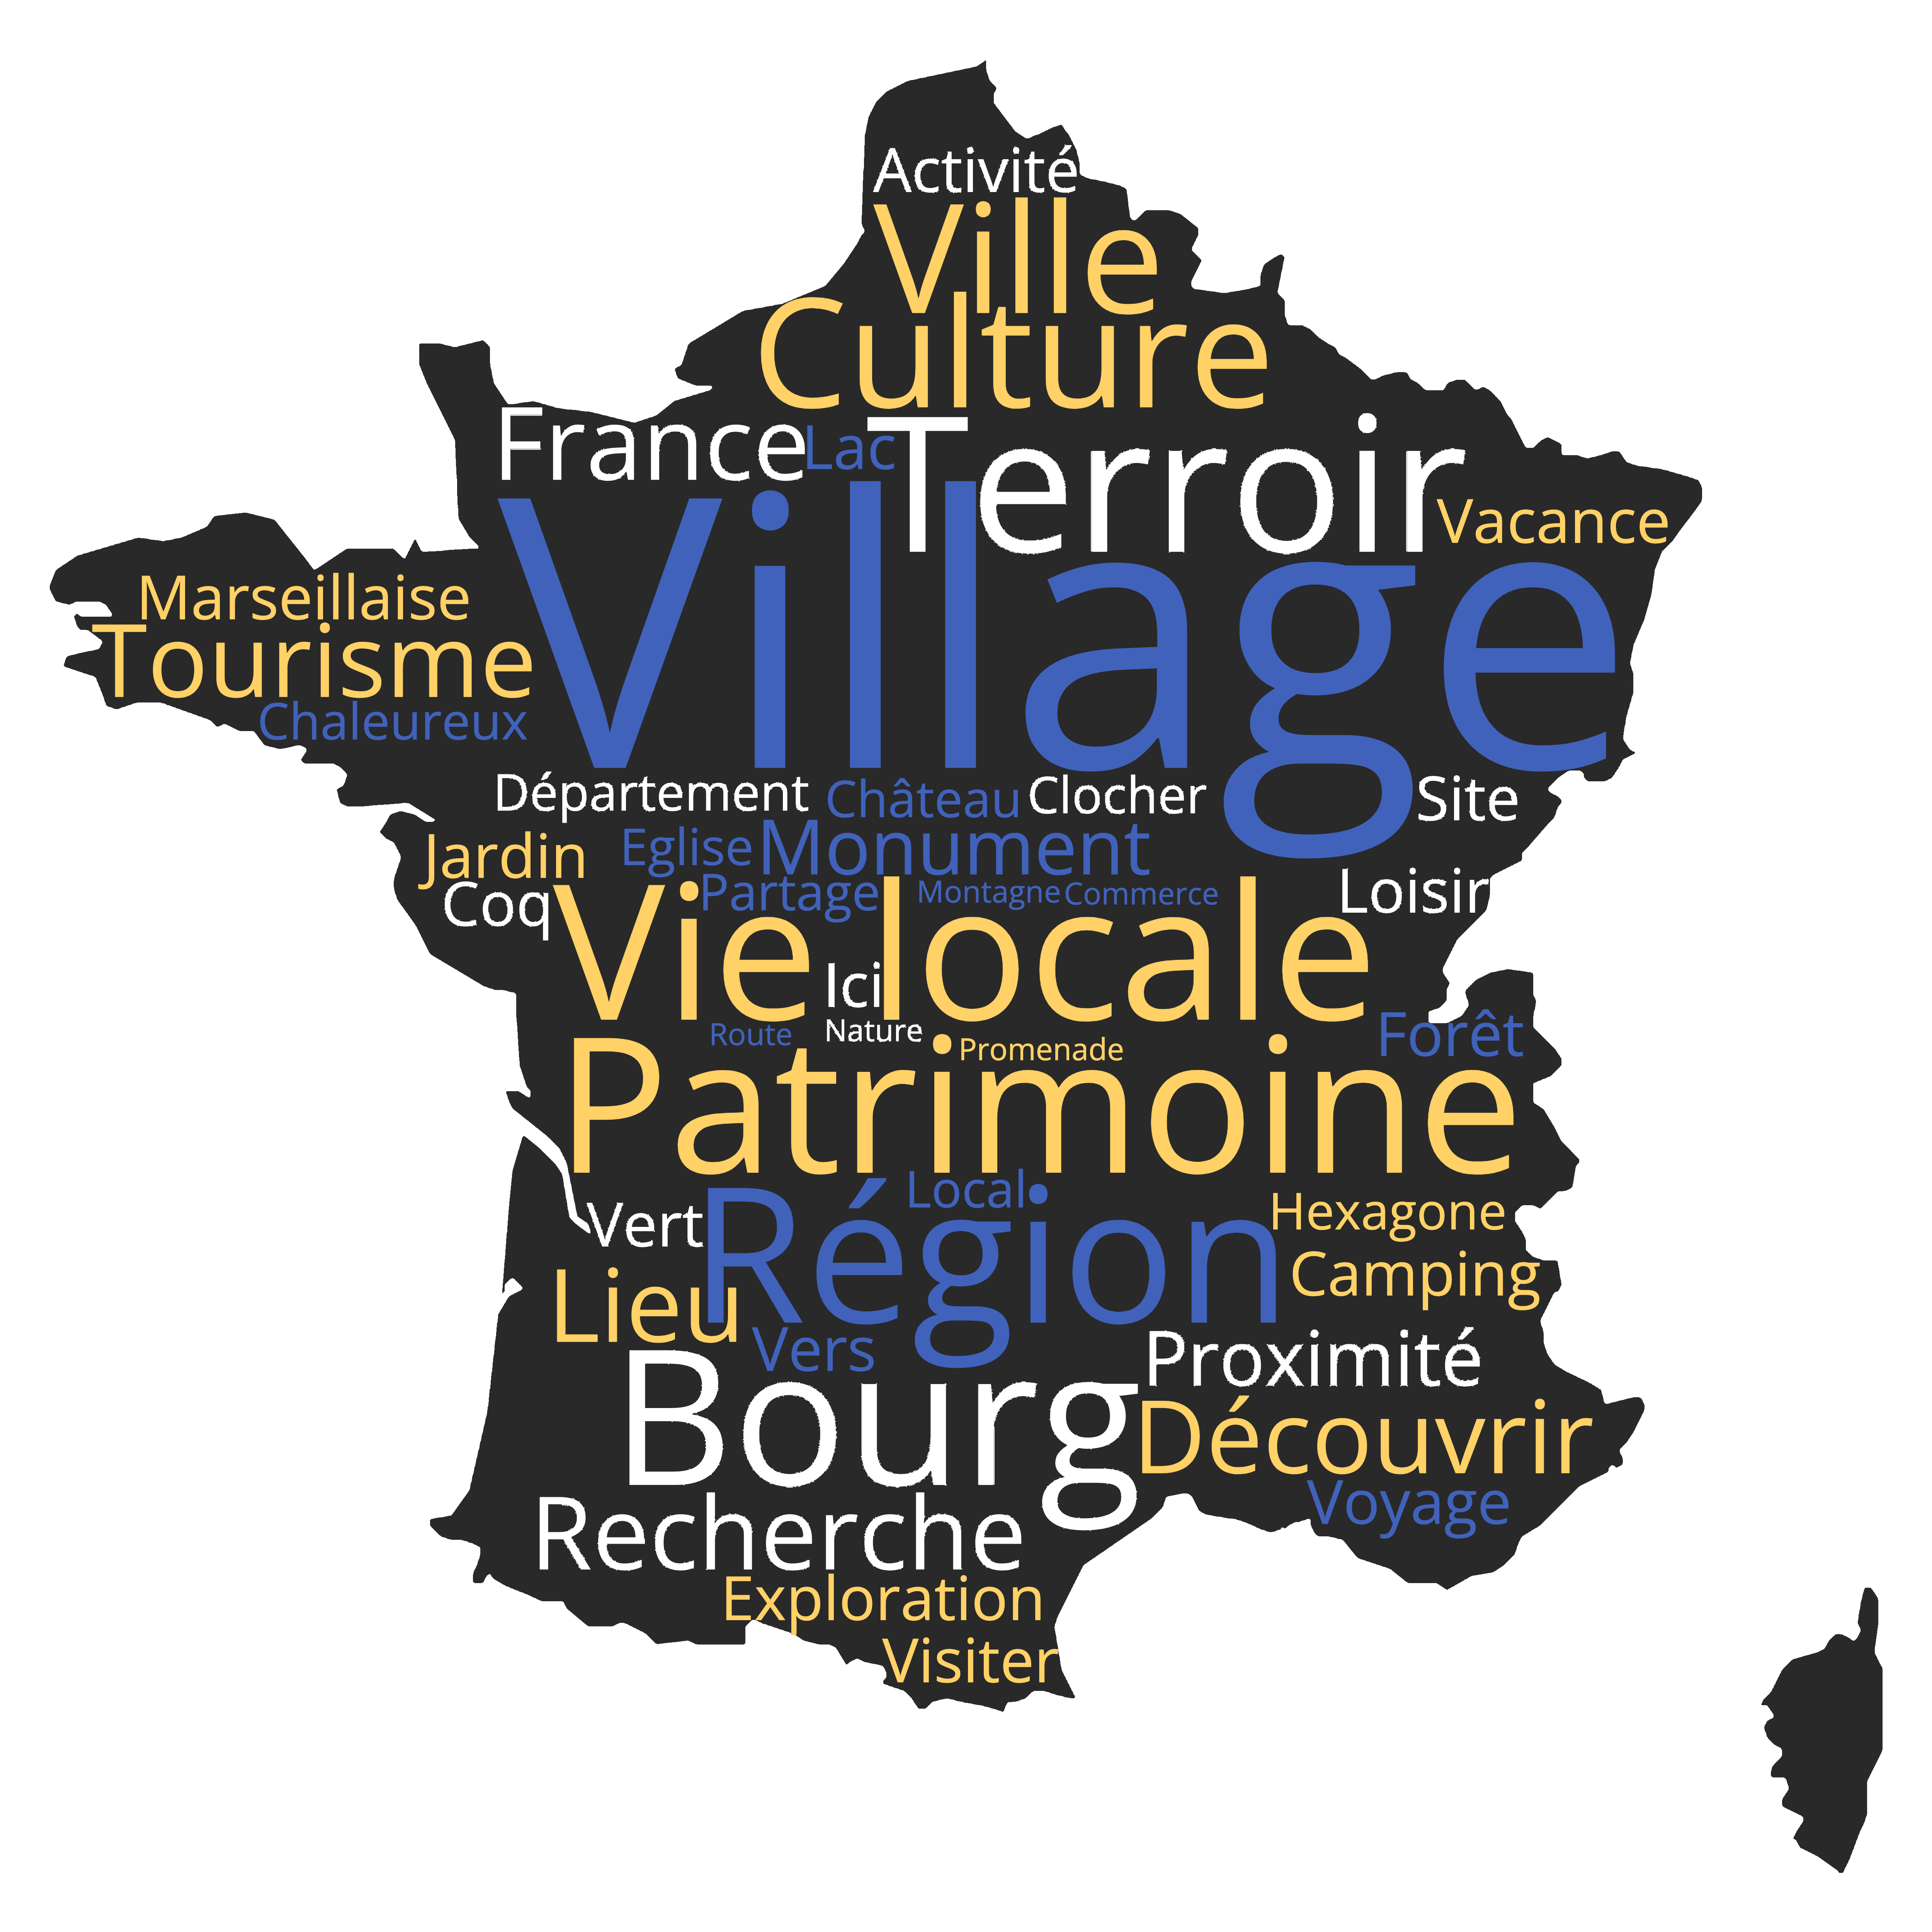 Activité
Ville
Culture
France Lac Terroir
Vacance
Village
Marseillaise
Tourisme
Chaleureux
Département Château Clocher Site
Jardin Eglise Monument
Coq Partage Montagne Commerce Loisir
Vie locale
Ici
Route Nature Promenade Forêt
Patrimoine
Local
Vert Région Hexagone
Lieu Camping
Vers Proximité
Bourg Découvrir
Recherche Voyage
Exploration
Visiter